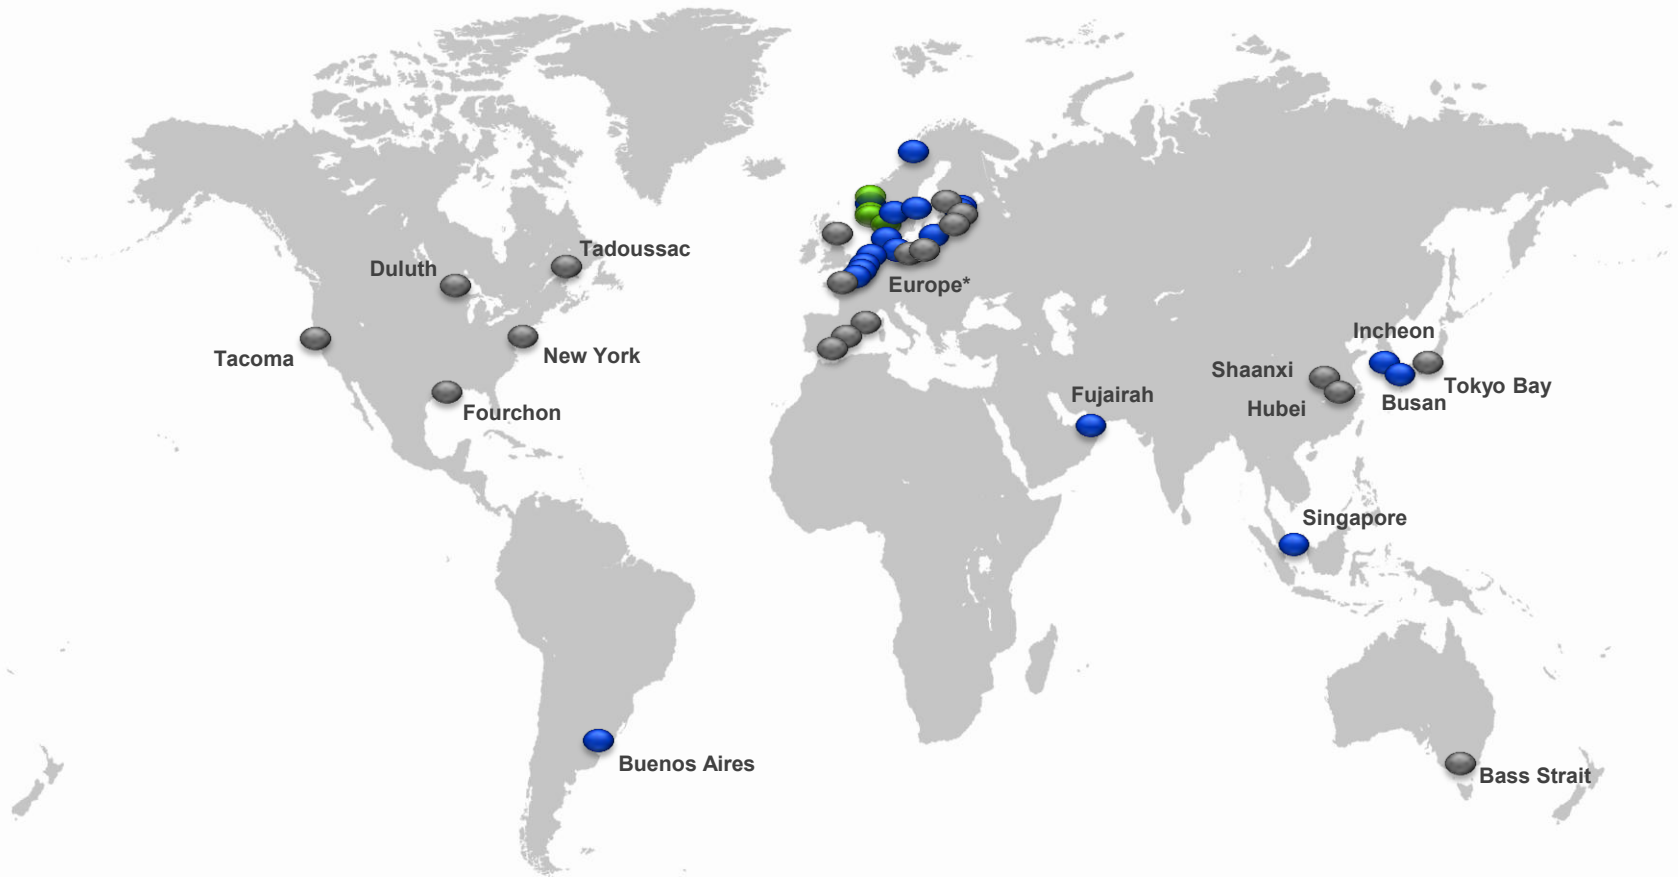 Tadoussac
Duluth
Europe*
Incheon
New York
Tacoma
Shaanxi
Tokyo Bay
Fujairah
Busan
Hubei
Fourchon
Singapore
Buenos Aires
Bass Strait